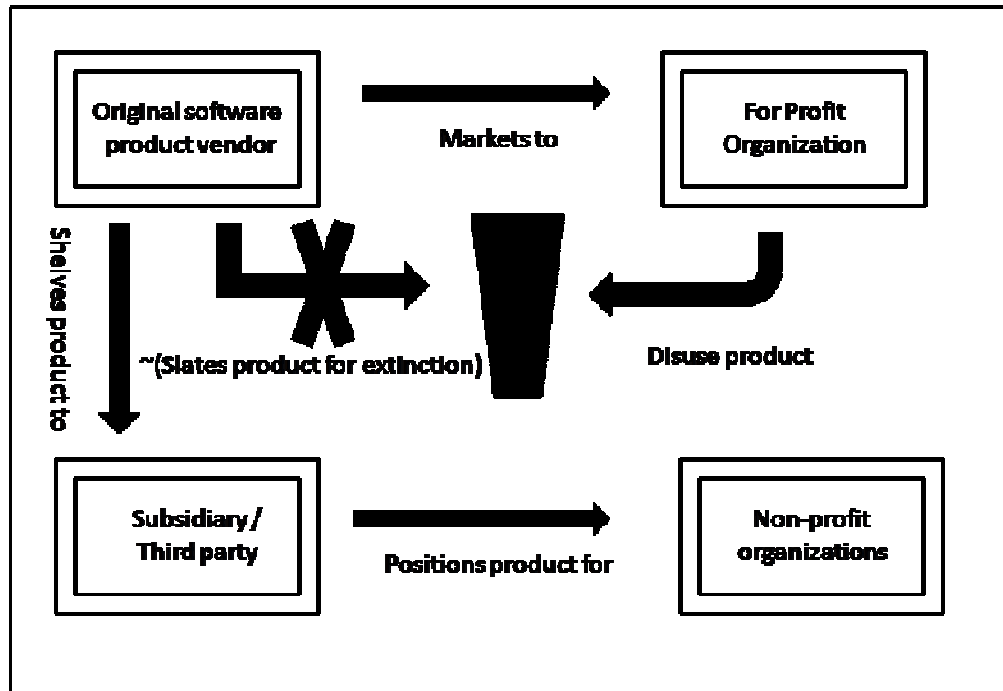 Original software
product vendor
Markets to
For Profit
Organization
Shelves product to
~(Slates product for extinction)
Disuse product
Subsidiary /
Third party
Positions product for
Non-profit
organizations